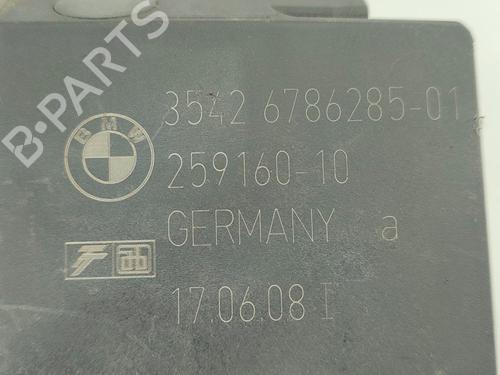 B-PARTS
3542 6786285-01
BMW
259160-10
GERMANY a
17.06.08 I